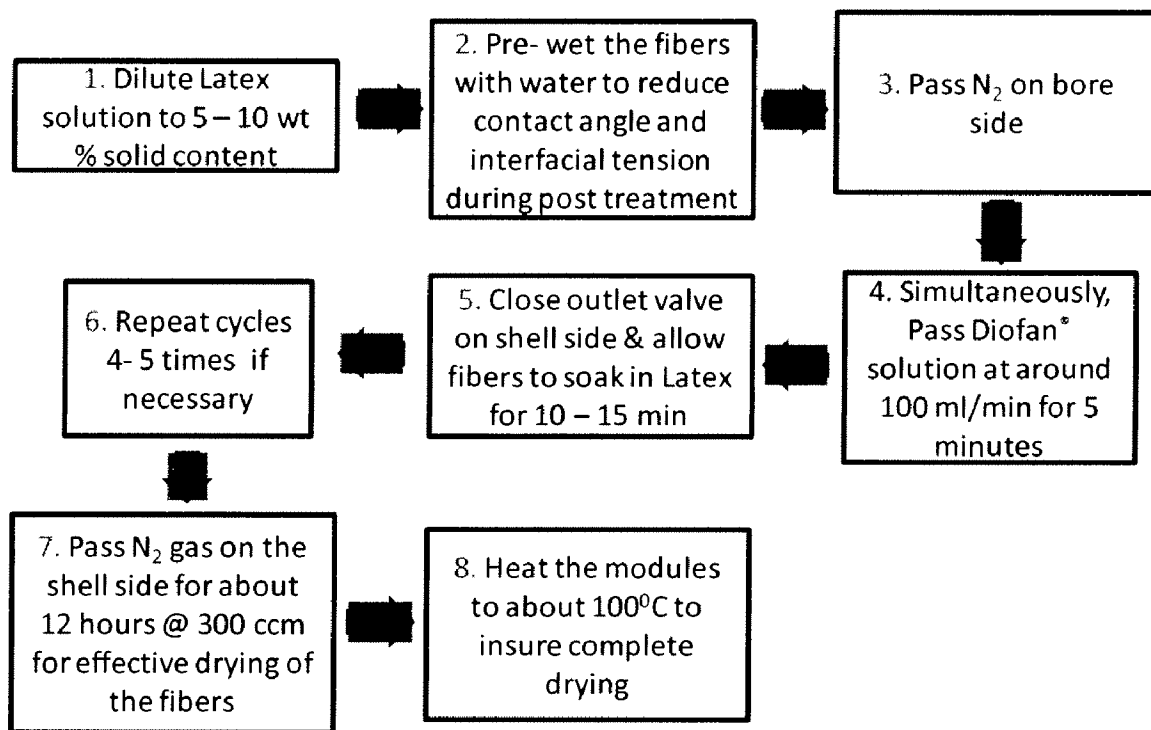 1. Dilute Latex
solution to 5 – 10 wt
% solid content
2. Pre- wet the fibers
with water to reduce
contact angle and
interfacial tension
during post treatment
3. Pass N₂ on bore
side
4. Simultaneously,
Pass Diofan®
solution at around
100 ml/min for 5
minutes
5. Close outlet valve
on shell side & allow
fibers to soak in Latex
for 10 – 15 min
6. Repeat cycles
4- 5 times if
necessary
7. Pass N₂ gas on the
shell side for about
12 hours @ 300 ccm
for effective drying of
the fibers
8. Heat the modules
to about 100⁰C to
insure complete
drying